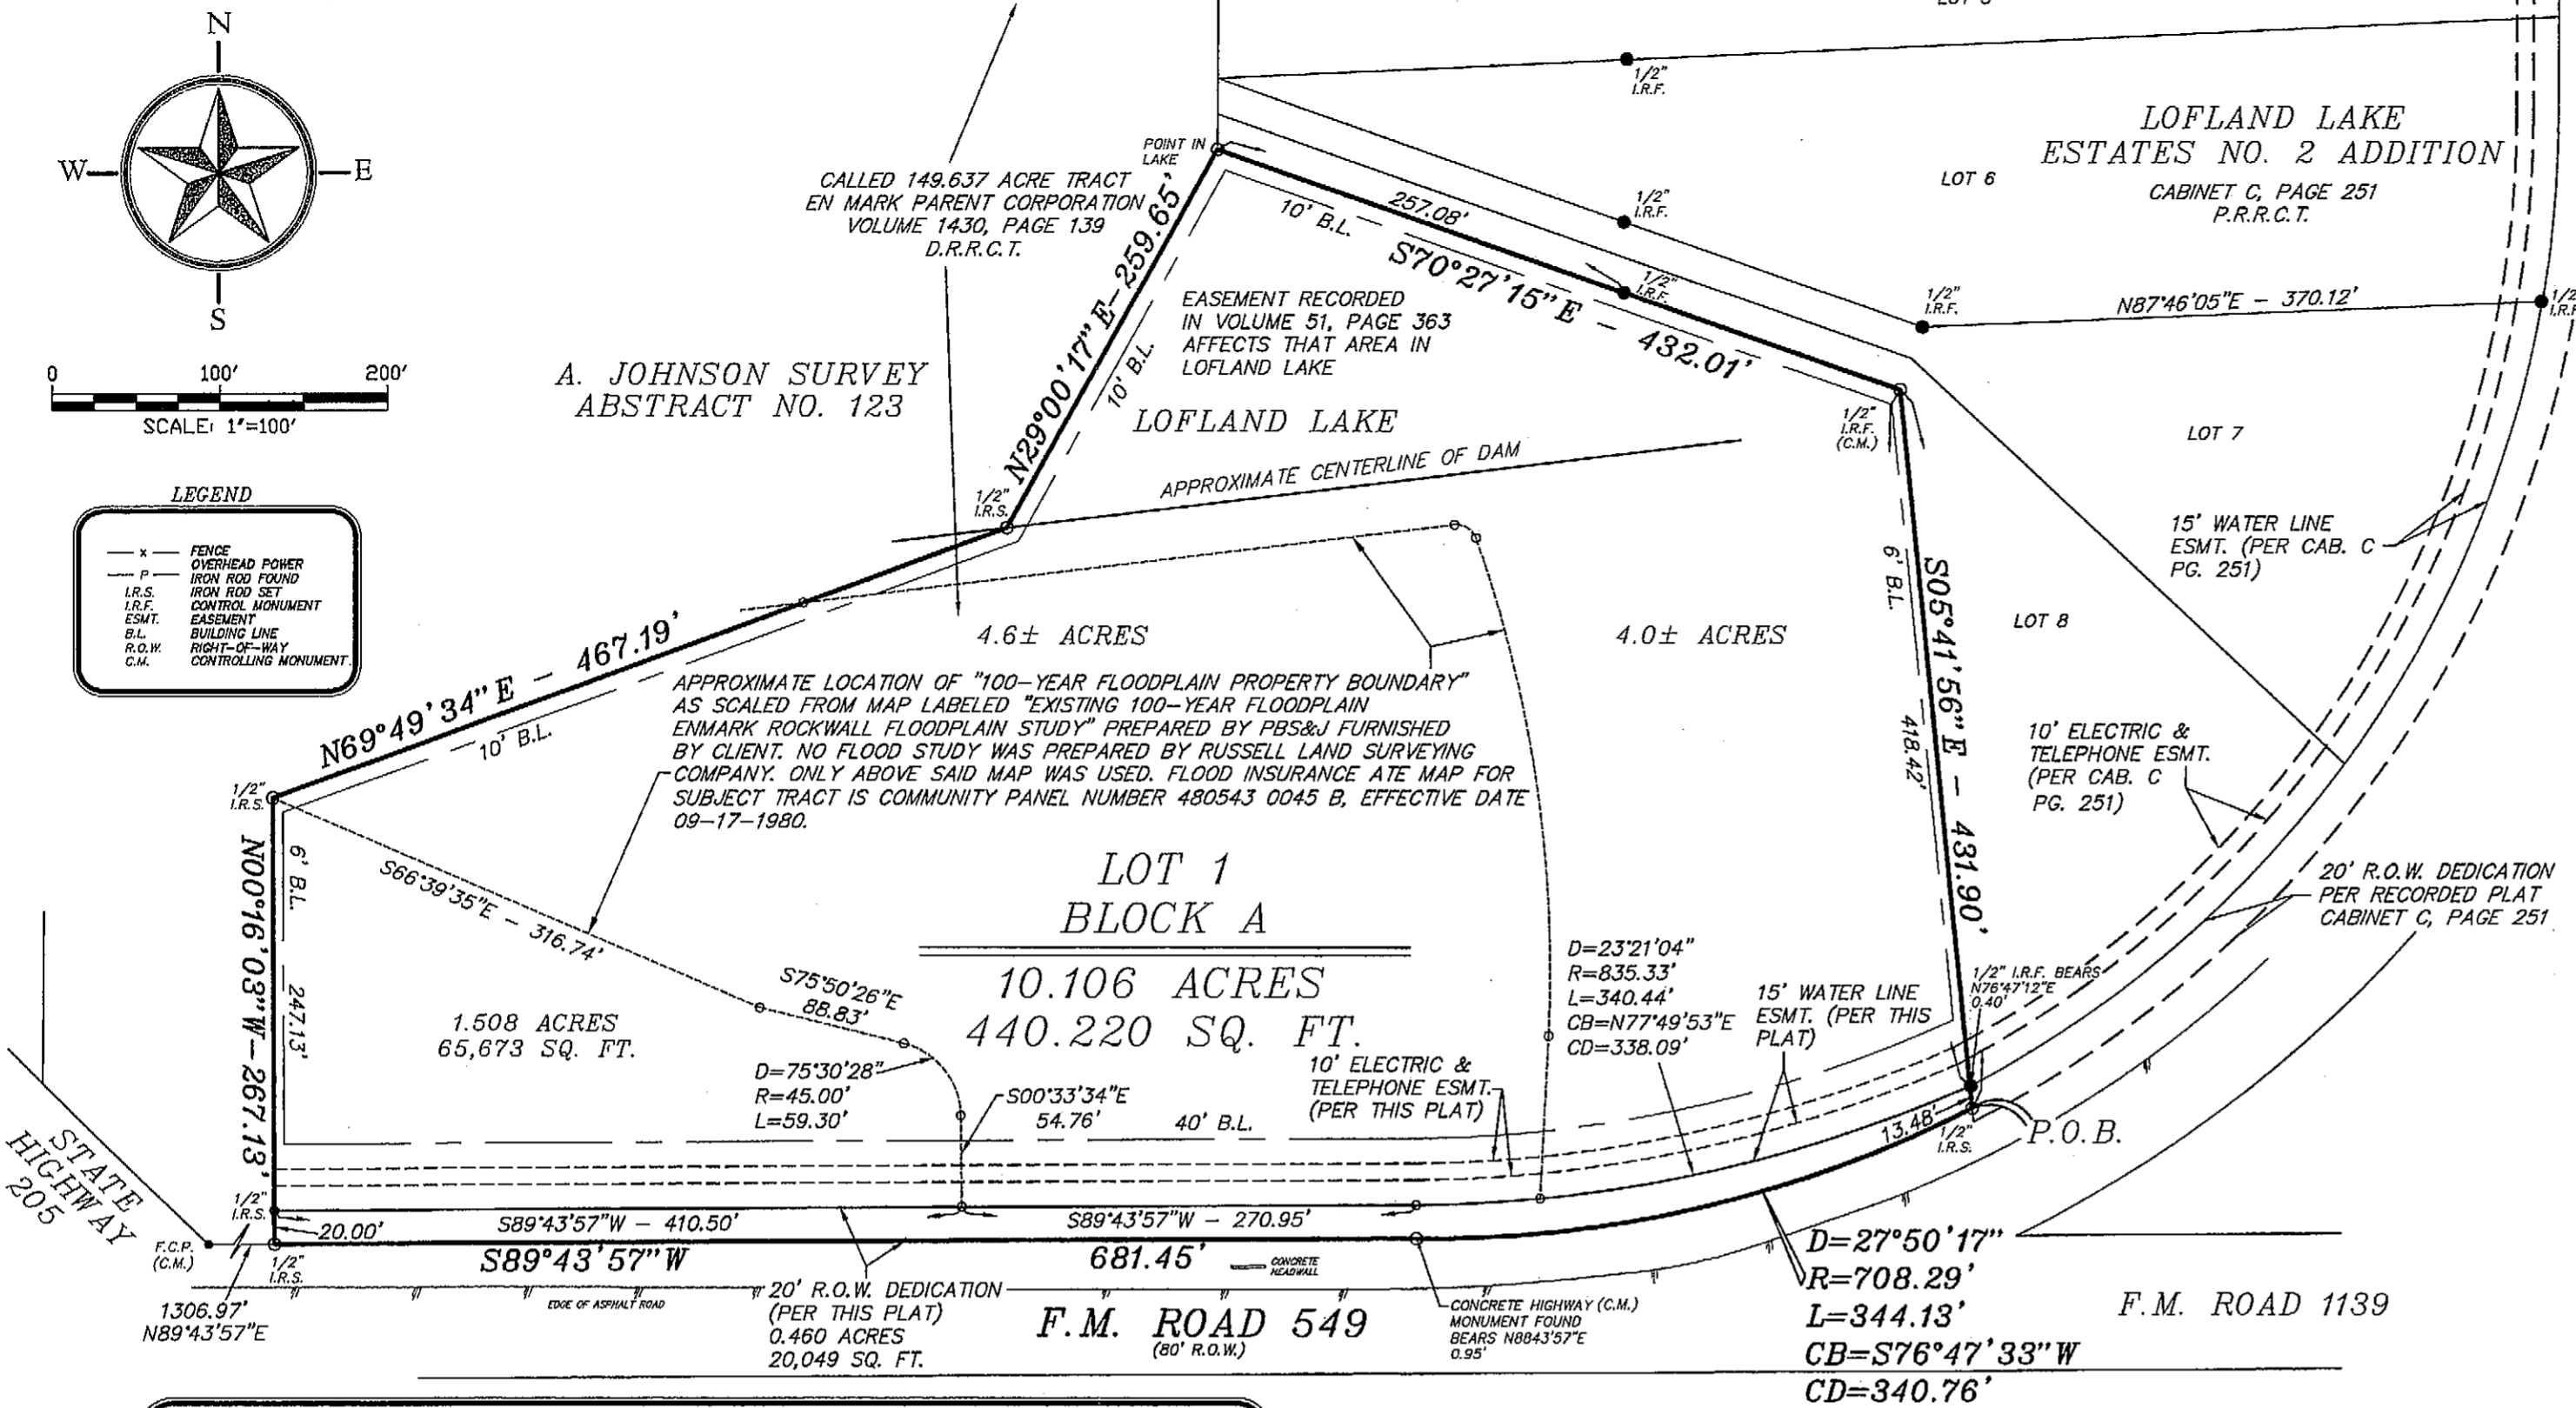 N
W
E
S
0 100' 200'
SCALE: 1"=100'
LEGEND
X FENCE
OVERHEAD POWER
P IRON ROD FOUND
I.R.S. IRON ROD SET
I.R.F. CONTROL MONUMENT
ESMT. EASEMENT
B.L. BUILDING LINE
R.O.W. RIGHT-OF-WAY
C.M. CONTROLLING MONUMENT
CALLED 149.637 ACRE TRACT
EN MARK PARENT CORPORATION
VOLUME 1430, PAGE 139
D.R.R.C.T.
A. JOHNSON SURVEY
ABSTRACT NO. 123
POINT IN
LAKE
N29°00'17"E-259.65'
10' B.L.
10' B.L.
257.08'
S70°27'15"E - 432.01'
1/2"
I.R.F.
1/2"
I.R.F.
1/2"
I.R.F.
1/2"
I.R.F.
LOFLAND LAKE
ESTATES NO. 2 ADDITION
CABINET C, PAGE 251
P.R.R.C.T.
LOT 6
N87°46'05"E - 370.12'
1/2"
I.R.F.
EASEMENT RECORDED
IN VOLUME 51, PAGE 363
AFFECTS THAT AREA IN
LOFLAND LAKE
LOFLAND LAKE
APPROXIMATE CENTERLINE OF DAM
1/2"
I.R.F.
(C.M.)
LOT 7
1/2"
I.R.S.
15' WATER LINE
ESMT. (PER CAB. C
PG. 251)
6' B.L.
S05°41'56"E - 431.90'
418.42'
LOT 8
10' ELECTRIC &
TELEPHONE ESMT.
(PER CAB. C
PG. 251)
20' R.O.W. DEDICATION
PER RECORDED PLAT
CABINET C, PAGE 251
N69°49'34"E - 467.19'
10' B.L.
4.6± ACRES
4.0± ACRES
APPROXIMATE LOCATION OF "100-YEAR FLOODPLAIN PROPERTY BOUNDARY"
AS SCALED FROM MAP LABELED "EXISTING 100-YEAR FLOODPLAIN
ENMARK ROCKWALL FLOODPLAIN STUDY" PREPARED BY PBS&J FURNISHED
BY CLIENT. NO FLOOD STUDY WAS PREPARED BY RUSSELL LAND SURVEYING
COMPANY. ONLY ABOVE SAID MAP WAS USED. FLOOD INSURANCE ATE MAP FOR
SUBJECT TRACT IS COMMUNITY PANEL NUMBER 480543 0045 B, EFFECTIVE DATE
09-17-1980.
1/2"
I.R.S.
6' B.L.
N00°16'03"W-267.13'
247.13'
S66°39'35"E - 316.74'
S75°50'26"E
88.83'
LOT 1
BLOCK A
10.106 ACRES
440.220 SQ. FT.
1.508 ACRES
65,673 SQ. FT.
D=75°30'28"
R=45.00'
L=59.30'
S00°33'34"E
54.76'
40' B.L.
10' ELECTRIC &
TELEPHONE ESMT.
(PER THIS PLAT)
D=23°21'04"
R=835.33'
L=340.44'
CB=N77°49'53"E
CD=338.09'
15' WATER LINE
ESMT. (PER THIS
PLAT)
1/2" I.R.F. BEARS
N76°47'12"E
0.40'
13.48'
1/2"
I.R.S.
P.O.B.
STATE
HIGHWAY
205
1/2"
I.R.S.
20.00'
F.C.P.
(C.M.)
1/2"
I.R.S.
1306.97'
N89°43'57"E
S89°43'57"W - 410.50'
S89°43'57"W - 270.95'
S89°43'57"W 681.45'
CONCRETE
HEADWALL
EDGE OF ASPHALT ROAD
20' R.O.W. DEDICATION
(PER THIS PLAT)
0.460 ACRES
20,049 SQ. FT.
F.M. ROAD 549
(80' R.O.W.)
CONCRETE HIGHWAY (C.M.)
MONUMENT FOUND
BEARS N8843'57"E
0.95'
D=27°50'17"
R=708.29'
L=344.13'
CB=S76°47'33"W
CD=340.76'
F.M. ROAD 1139